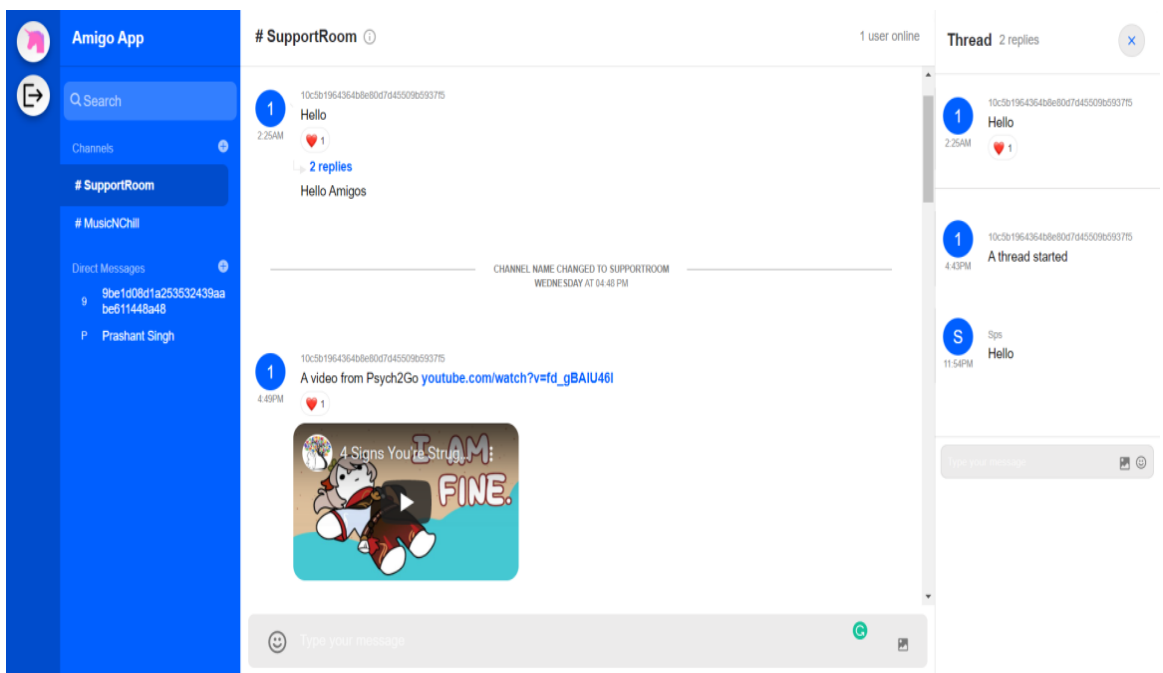 Amigo App
Search
Channels
# SupportRoom
# MusicNChill
Direct Messages
9
9be1d08d1a253532439aa
be611448a48
P Prashant Singh
# SupportRoom
1 user online
1
10c5b1964364b8e80d7d45509b5937f5
Hello
2:25AM
1
2 replies
Hello Amigos
CHANNEL NAME CHANGED TO SUPPORTROOM
WEDNESDAY AT 04:48 PM
1
10c5b1964364b8e80d7d45509b5937f5
A video from Psych2Go youtube.com/watch?v=fd_gBAIU46I
4:49PM
1
4 Signs You're Strug...
I AM
FINE.
Type your message
Thread 2 replies
1
10c5b1964364b8e80d7d45509b5937f5
Hello
2:25AM
1
1
10c5b1964364b8e80d7d45509b5937f5
A thread started
4:43PM
S
Sps
Hello
11:54PM
Type your message